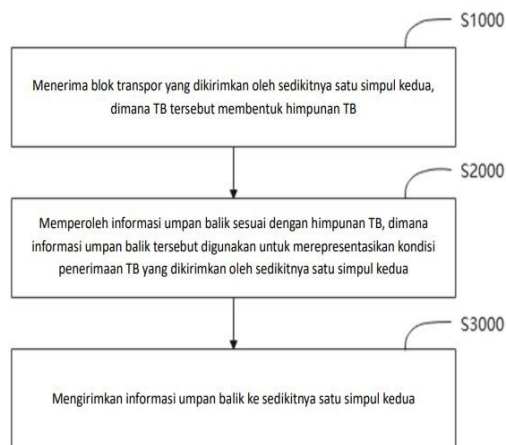 S1000
Menerima blok transpor yang dikirimkan oleh sedikitnya satu simpul kedua,
dimana TB tersebut membentuk himpunan TB
S2000
Memperoleh informasi umpan balik sesuai dengan himpunan TB, dimana
informasi umpan balik tersebut digunakan untuk merepresentasikan kondisi
penerimaan TB yang dikirimkan oleh sedikitnya satu simpul kedua
S3000
Mengirimkan informasi umpan balik ke sedikitnya satu simpul kedua